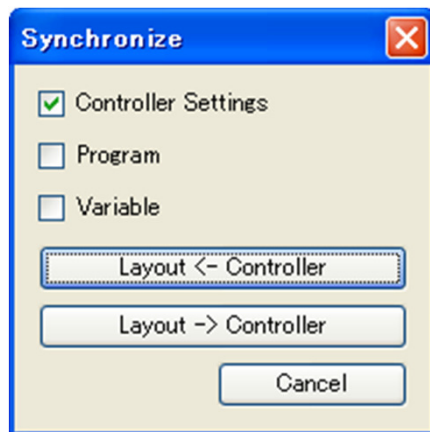 Synchronize
Controller Settings
Program
Variable
Layout <- Controller
Layout -> Controller
Cancel